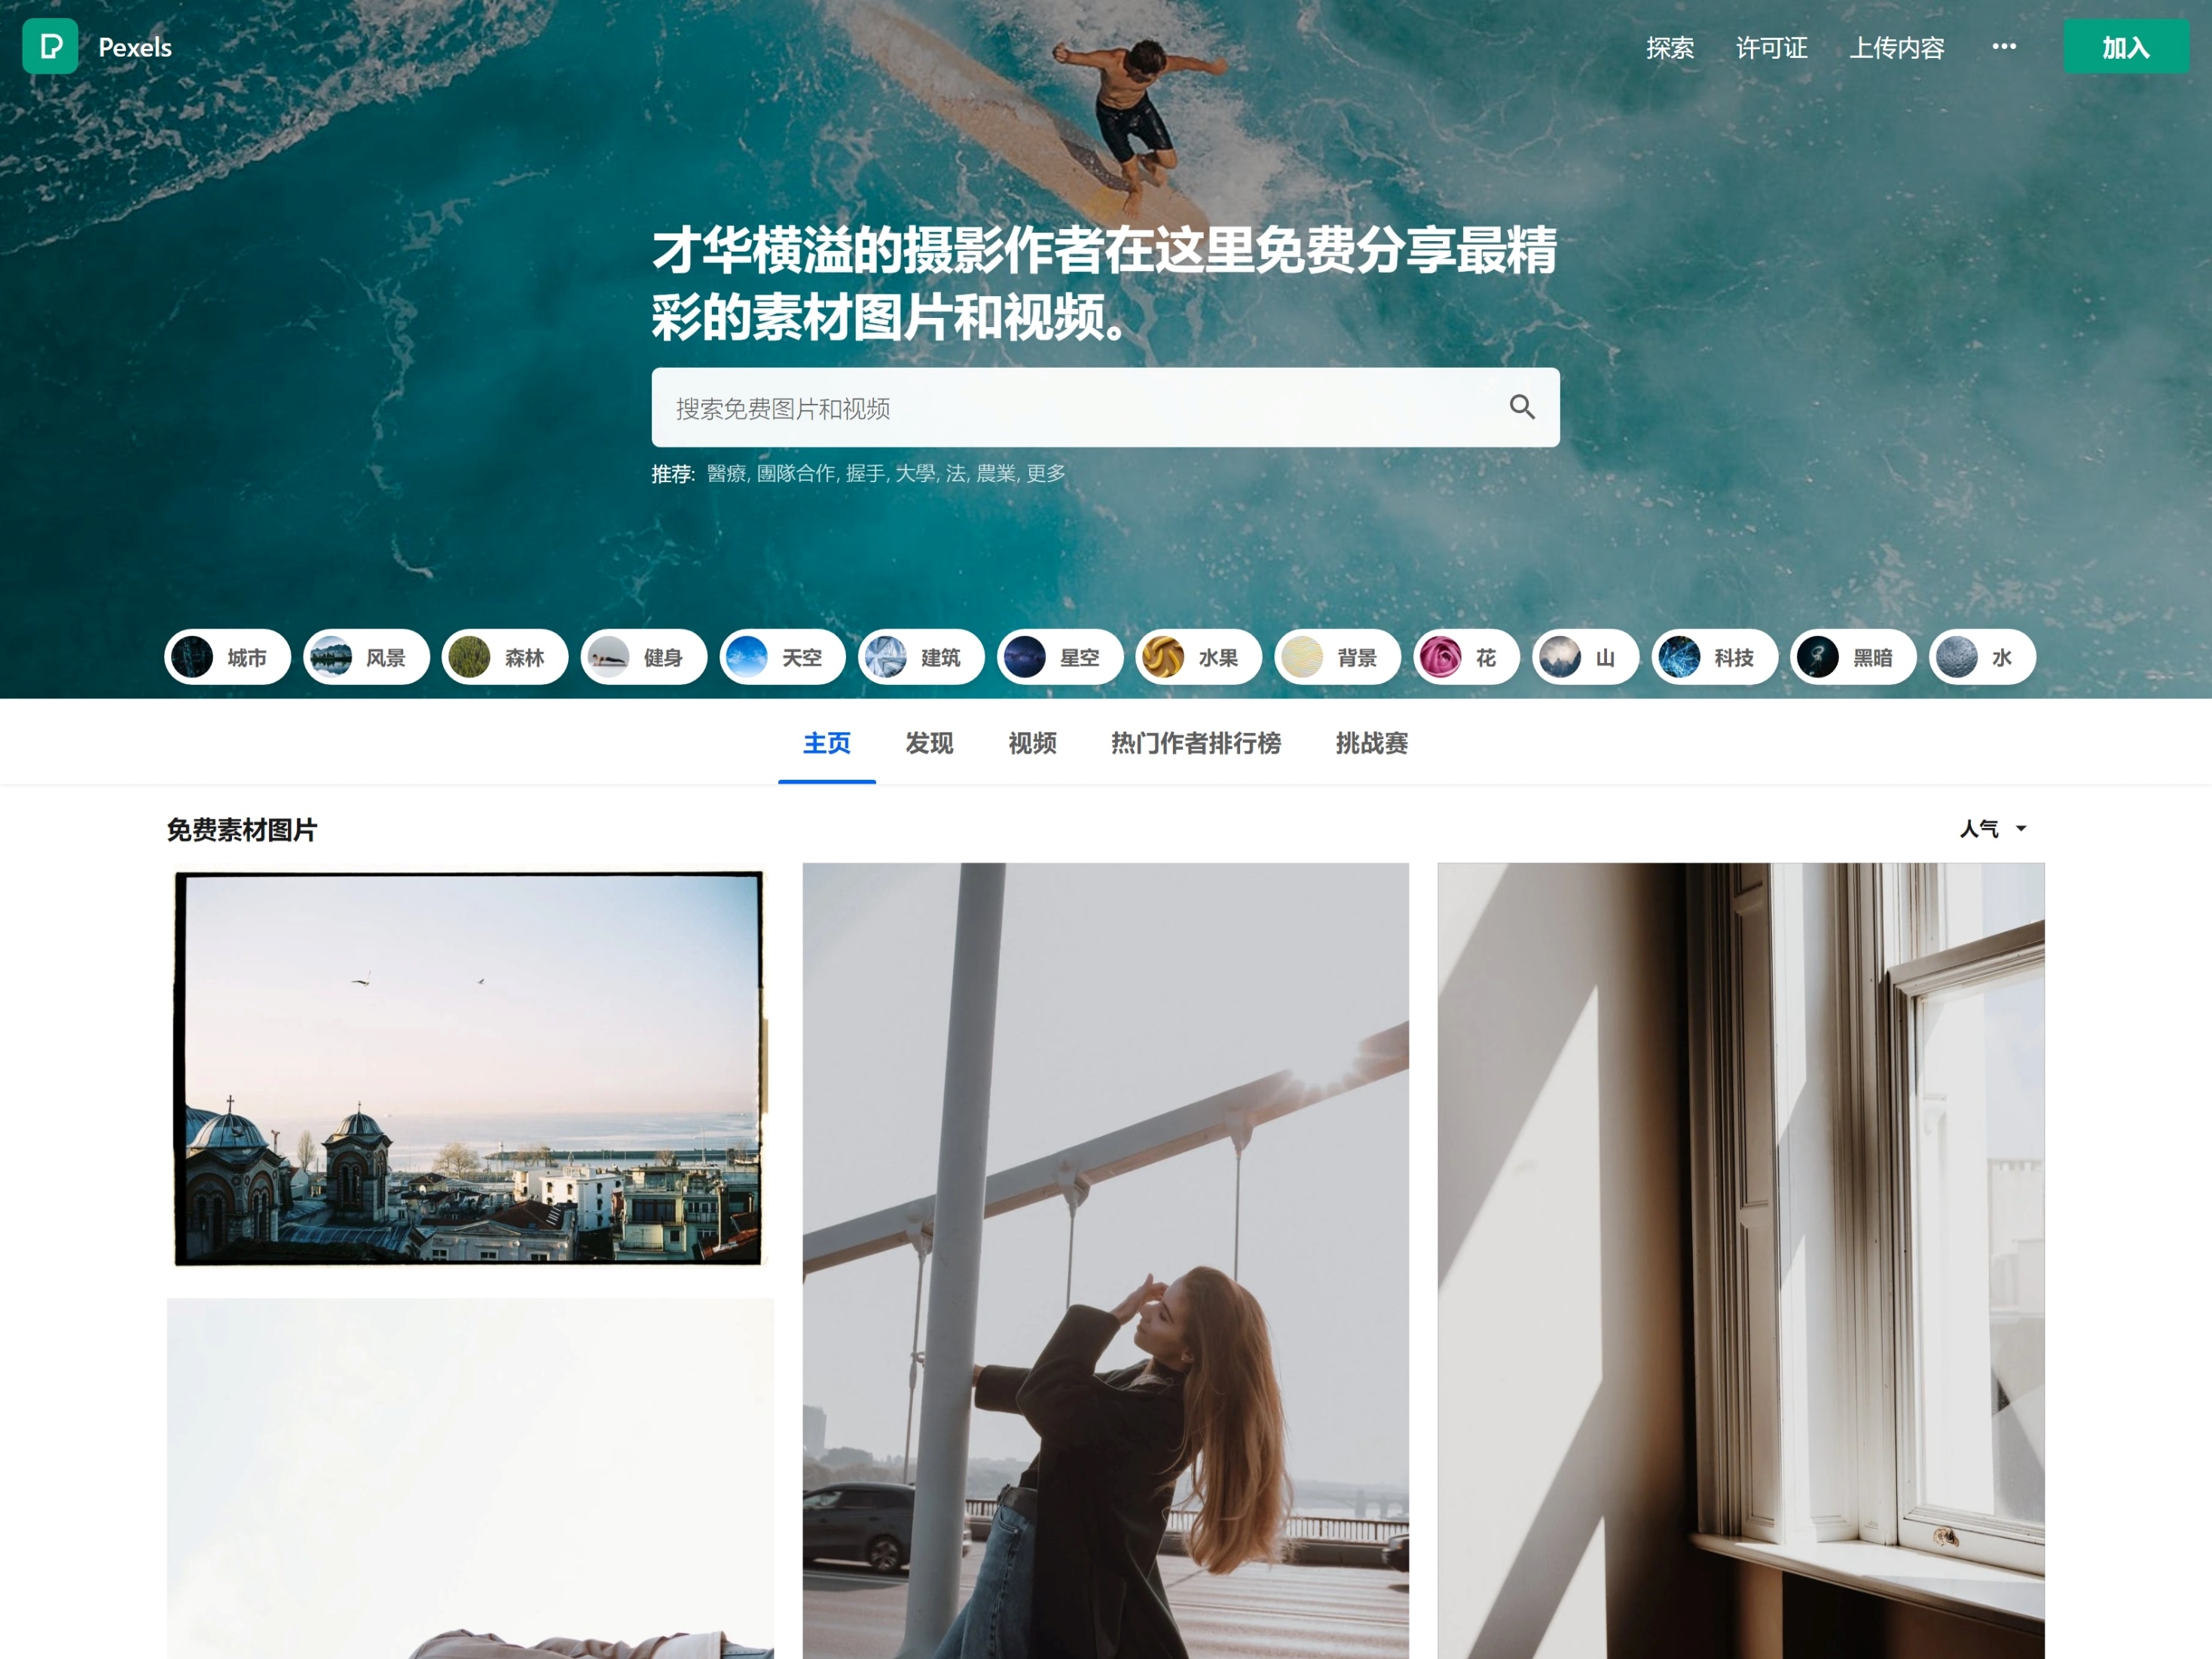 Pexels
探索 许可证 上传内容 ••• 加入
才华横溢的摄影作者在这里免费分享最精
彩的素材图片和视频。
搜索免费图片和视频
推荐: 醫療, 團隊合作, 握手, 大學, 法, 農業, 更多
城市 风景 森林 健身 天空 建筑 星空 水果 背景 花 山 科技 黑暗 水
主页 发现 视频 热门作者排行榜 挑战赛
免费素材图片
人气